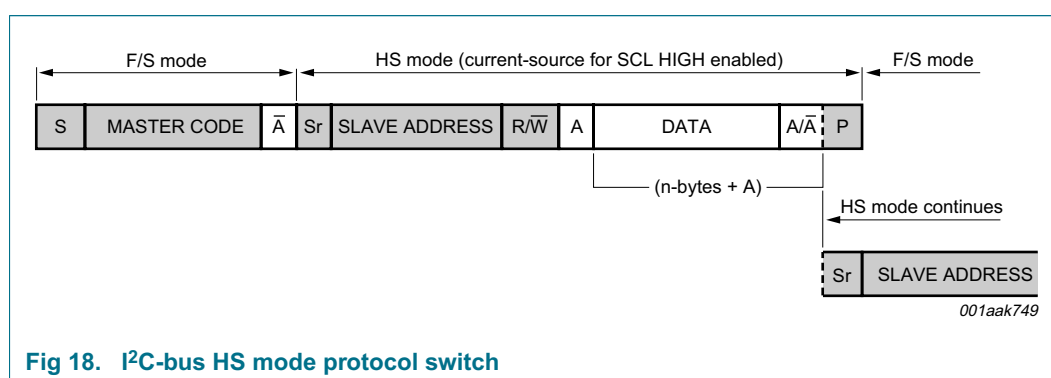 F/S mode HS mode (current-source for SCL HIGH enabled) F/S mode
S MASTER CODE A̅ Sr SLAVE ADDRESS R/W̅ A DATA A/A̅ P
(n-bytes + A)
HS mode continues
Sr SLAVE ADDRESS
001aak749
Fig 18. I²C-bus HS mode protocol switch